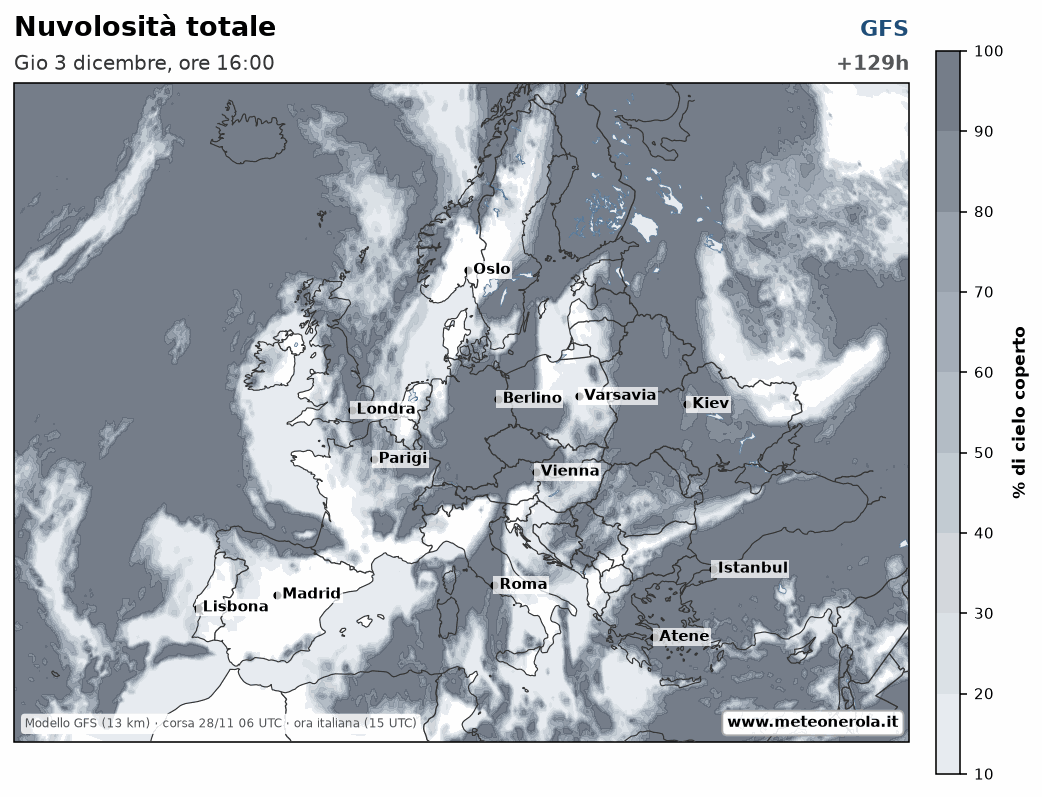 Nuvolosità totale
GFS
Gio 3 dicembre, ore 16:00
+129h
100
90
80
70
60
50
40
30
20
10
% di cielo coperto
Oslo
Londra
Berlino
Varsavia
Kiev
Parigi
Vienna
Madrid
Lisbona
Roma
Istanbul
Atene
Modello GFS (13 km) · corsa 28/11 06 UTC · ora italiana (15 UTC)
www.meteonerola.it